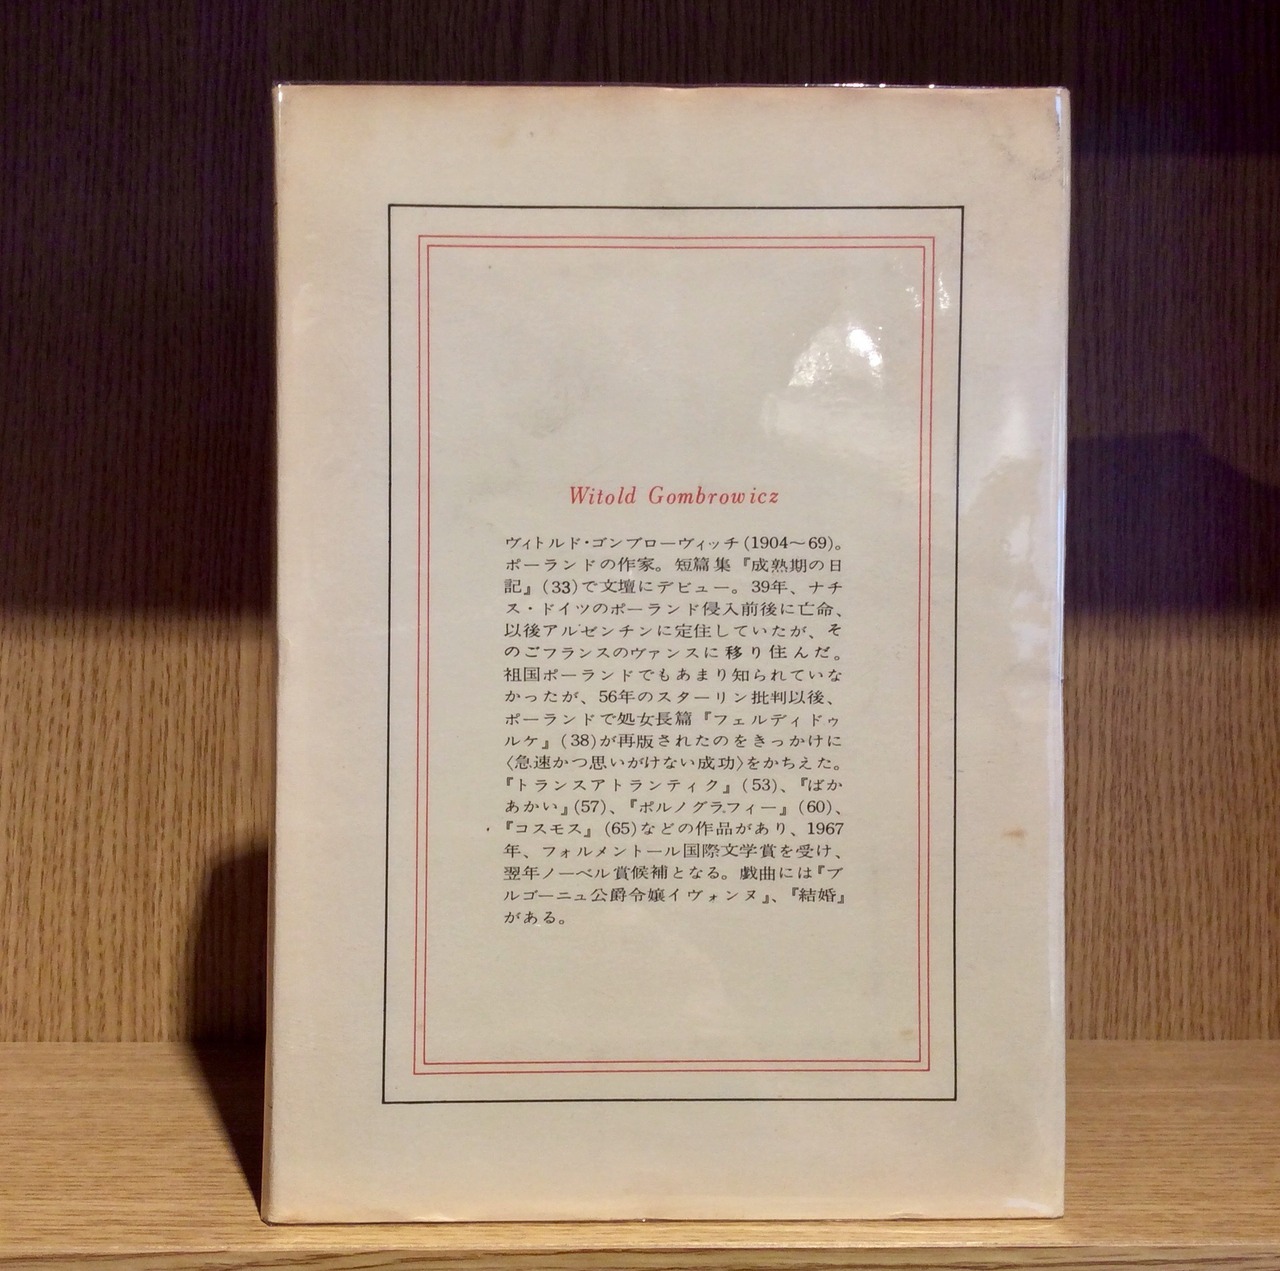 Witold Gombrowicz
ヴィトルド・ゴンブローヴィッチ(1904〜69)。
ポーランドの作家。短篇集『成熟期の日
記』(33)で文壇にデビュー。39年、ナチ
ス・ドイツのポーランド侵入前後に亡命、
以後アルゼンチンに定住していたが、そ
のごフランスのヴァンスに移り住んだ。
祖国ポーランドでもあまり知られていな
かったが、56年のスターリン批判以後、
ポーランドで処女長篇『フェルディドゥ
ルケ』(38)が再版されたのをきっかけに
〈急速かつ思いがけない成功〉をかちえた。
『トランスアトランティク』(53)、『ばか
あかい』(57)、『ポルノグラフィー』(60)、
『コスモス』(65)などの作品があり、1967
年、フォルメントール国際文学賞を受け、
翌年ノーベル賞候補となる。戯曲には『ブ
ルゴーニュ公爵令嬢イヴォンヌ』、『結婚』
がある。